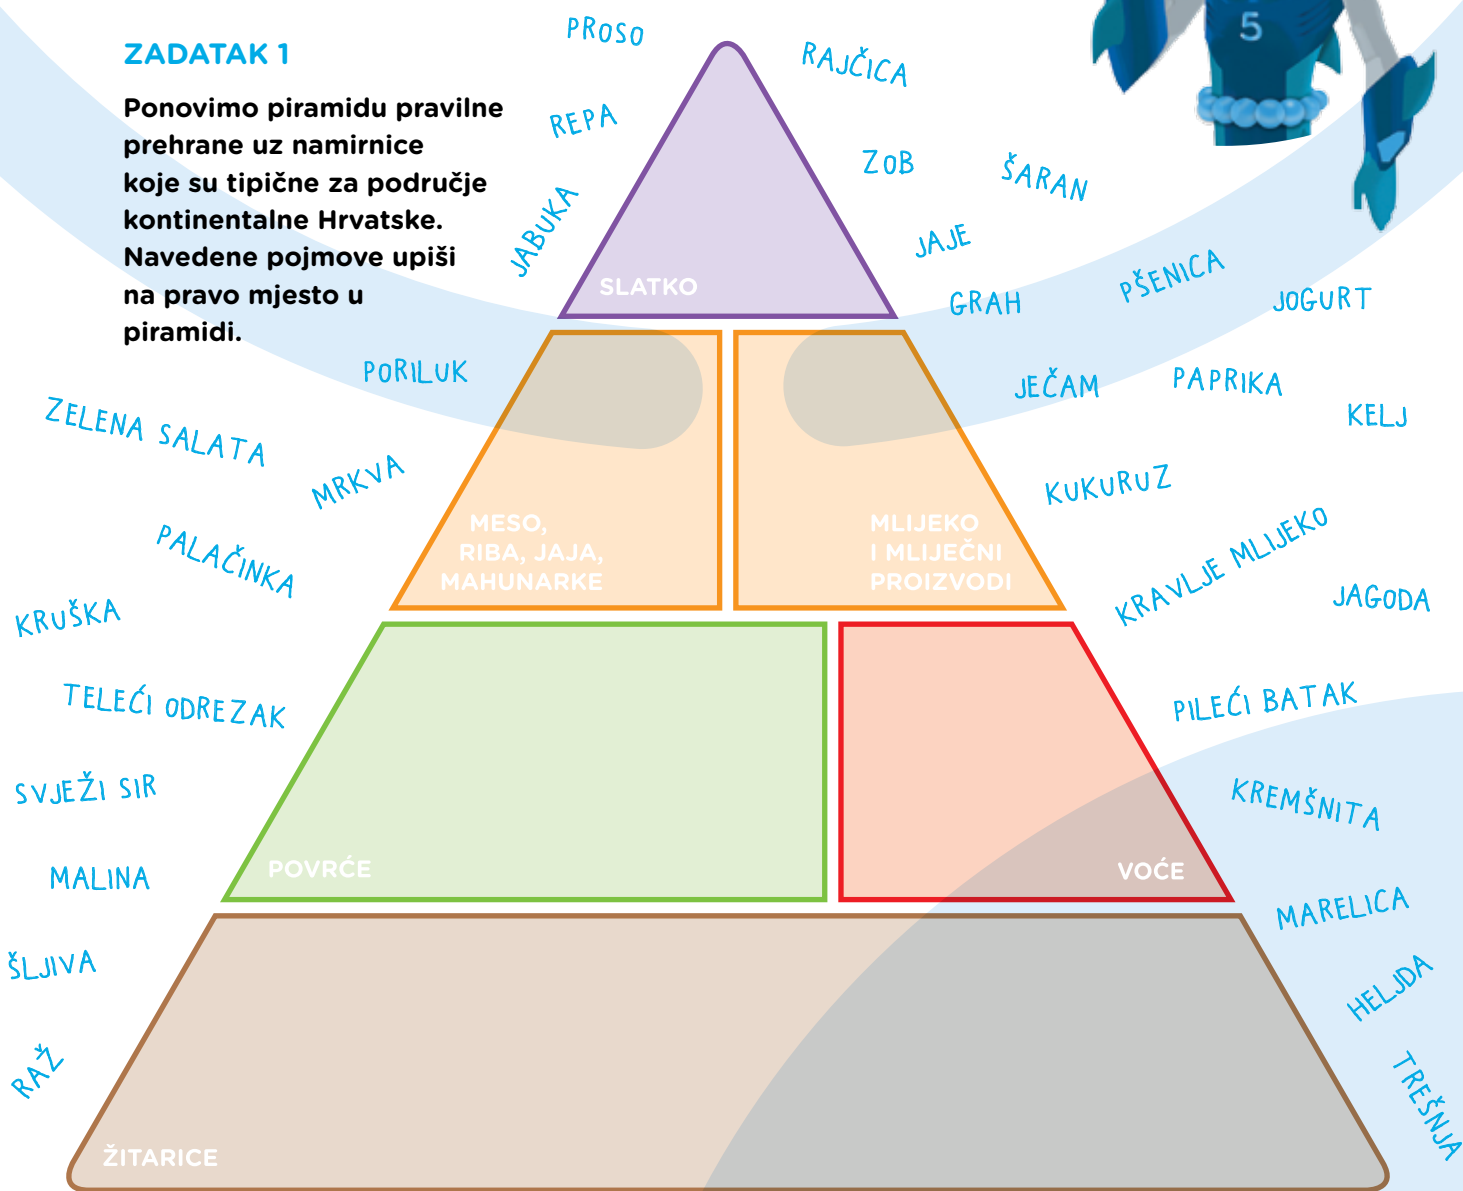 ZADATAK 1
Ponovimo piramidu pravilne
prehrane uz namirnice
koje su tipične za područje
kontinentalne Hrvatske.
Navedene pojmove upiši
na pravo mjesto u
piramidi.
5
PROSO
RAJČICA
REPA
ZOB
ŠARAN
JABUKA
JAJE
PŠENICA
SLATKO
GRAH
JOGURT
PORILUK
JEČAM
PAPRIKA
KELJ
ZELENA SALATA
MRKVA
KUKURUZ
MESO,
RIBA, JAJA,
MAHUNARKE
MLIJEKO
I MLIJEČNI
PROIZVODI
PALAČINKA
KRAVLJE MLIJEKO
KRUŠKA
JAGODA
TELEĆI ODREZAK
PILEĆI BATAK
SVJEŽI SIR
KREMŠNITA
MALINA
POVRĆE
VOĆE
MARELICA
ŠLJIVA
HELJDA
RAŽ
TREŠNJA
ŽITARICE